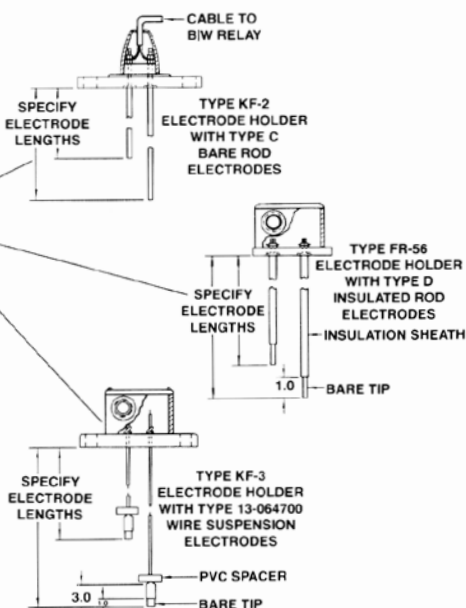 CABLE TO
B/W RELAY
SPECIFY
ELECTRODE
LENGTHS
TYPE KF-2
ELECTRODE HOLDER
WITH TYPE C
BARE ROD
ELECTRODES
TYPE FR-56
ELECTRODE HOLDER
WITH TYPE D
INSULATED ROD
ELECTRODES
SPECIFY
ELECTRODE
LENGTHS
INSULATION SHEATH
1.0
BARE TIP
SPECIFY
ELECTRODE
LENGTHS
TYPE KF-3
ELECTRODE HOLDER
WITH TYPE 13-064700
WIRE SUSPENSION
ELECTRODES
PVC SPACER
3.0
1.0
BARE TIP